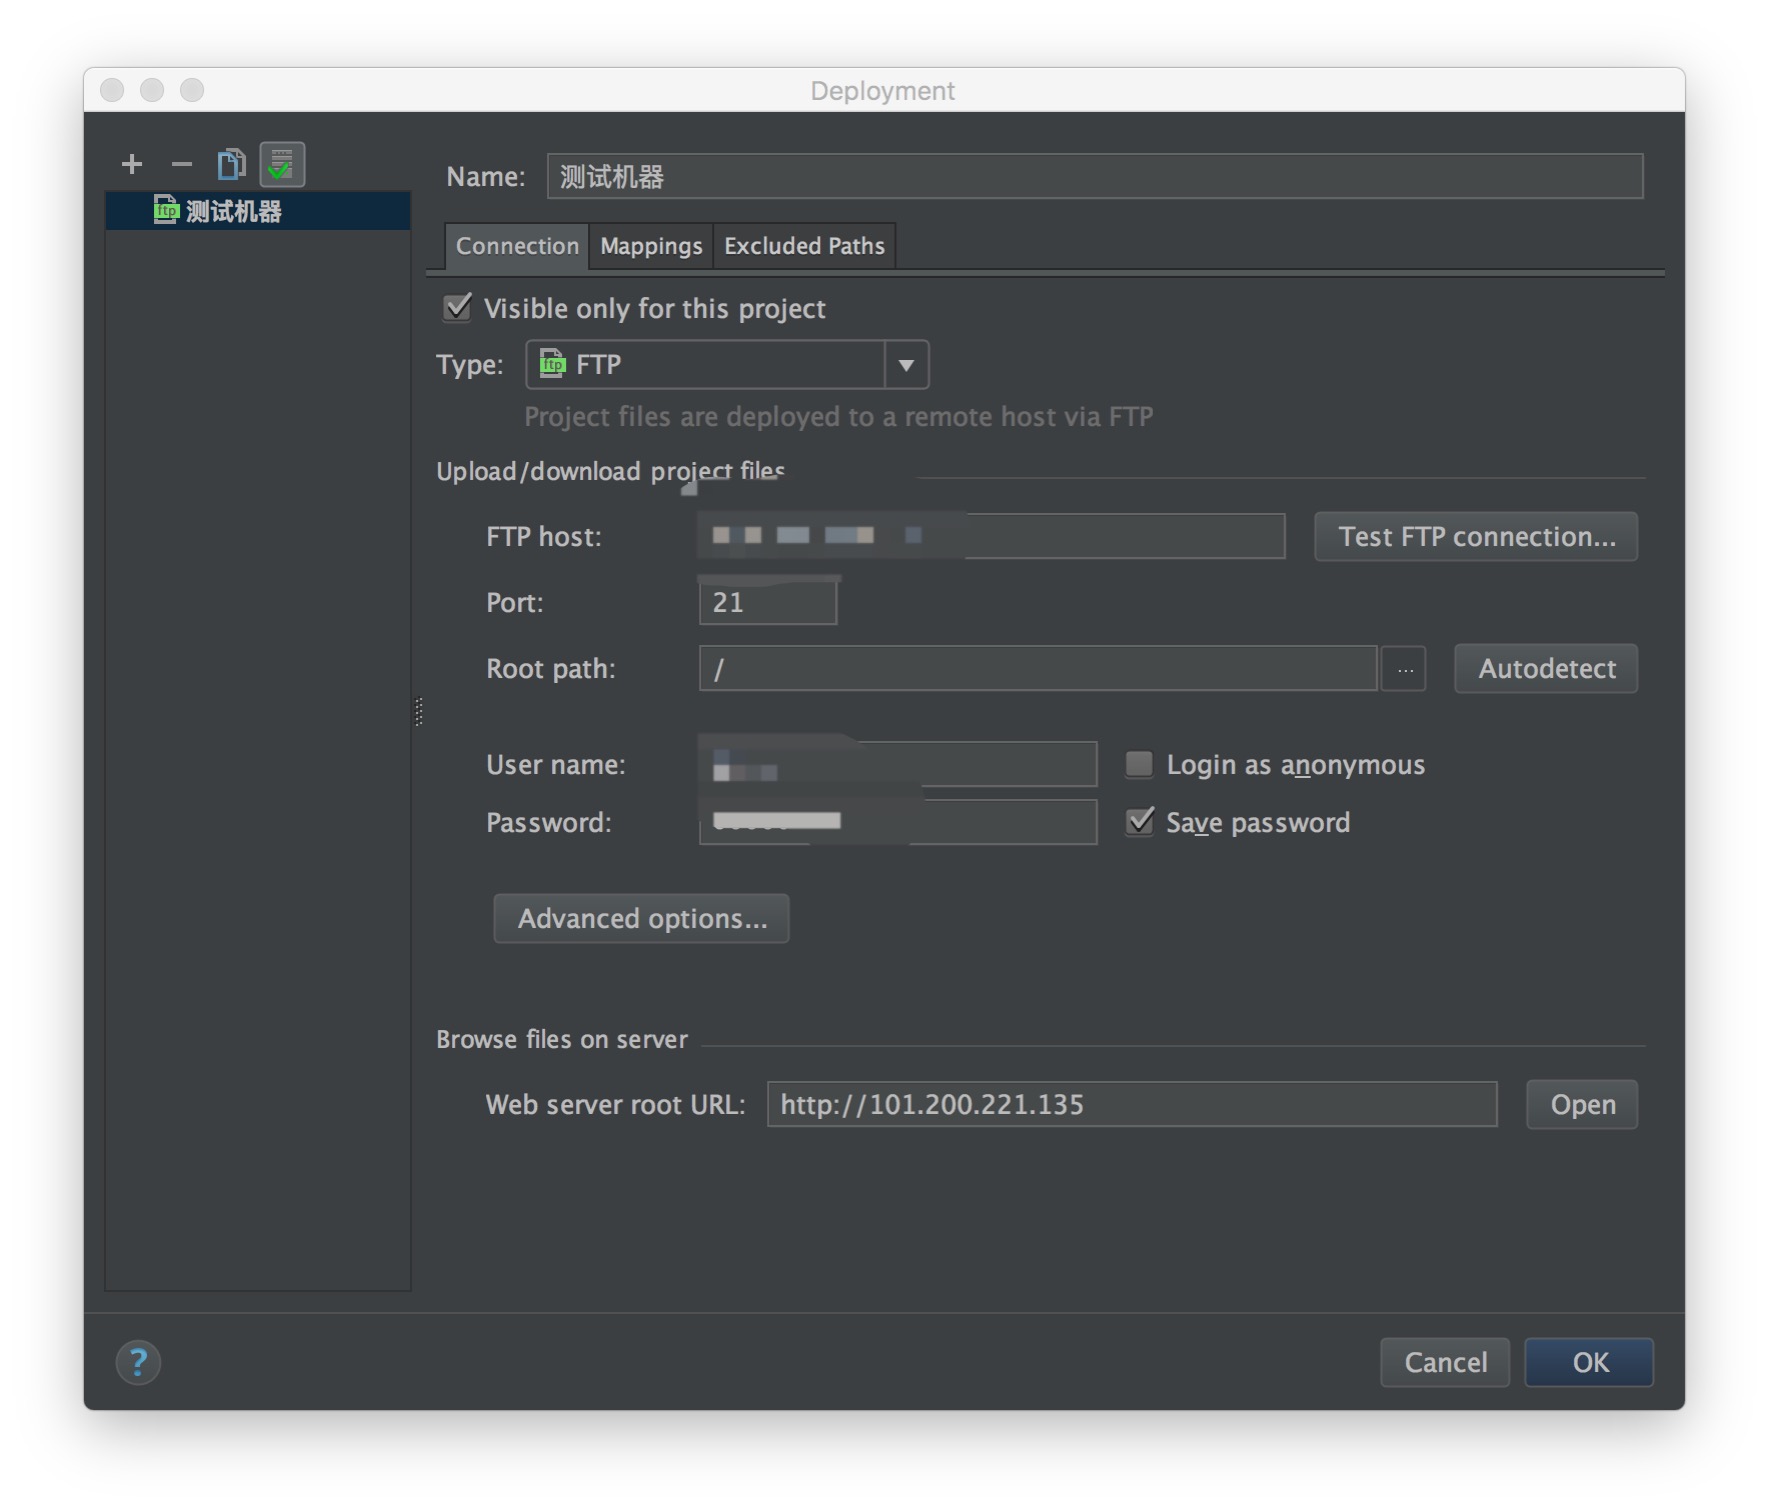 Deployment
测试机器
Name: 测试机器
Connection Mappings Excluded Paths
Visible only for this project
Type: ftp FTP
Project files are deployed to a remote host via FTP
Upload/download project files
FTP host: Test FTP connection...
Port: 21
Root path: / ... Autodetect
User name: Login as anonymous
Password: Save password
Advanced options...
Browse files on server
Web server root URL: http://101.200.221.135 Open
? Cancel OK